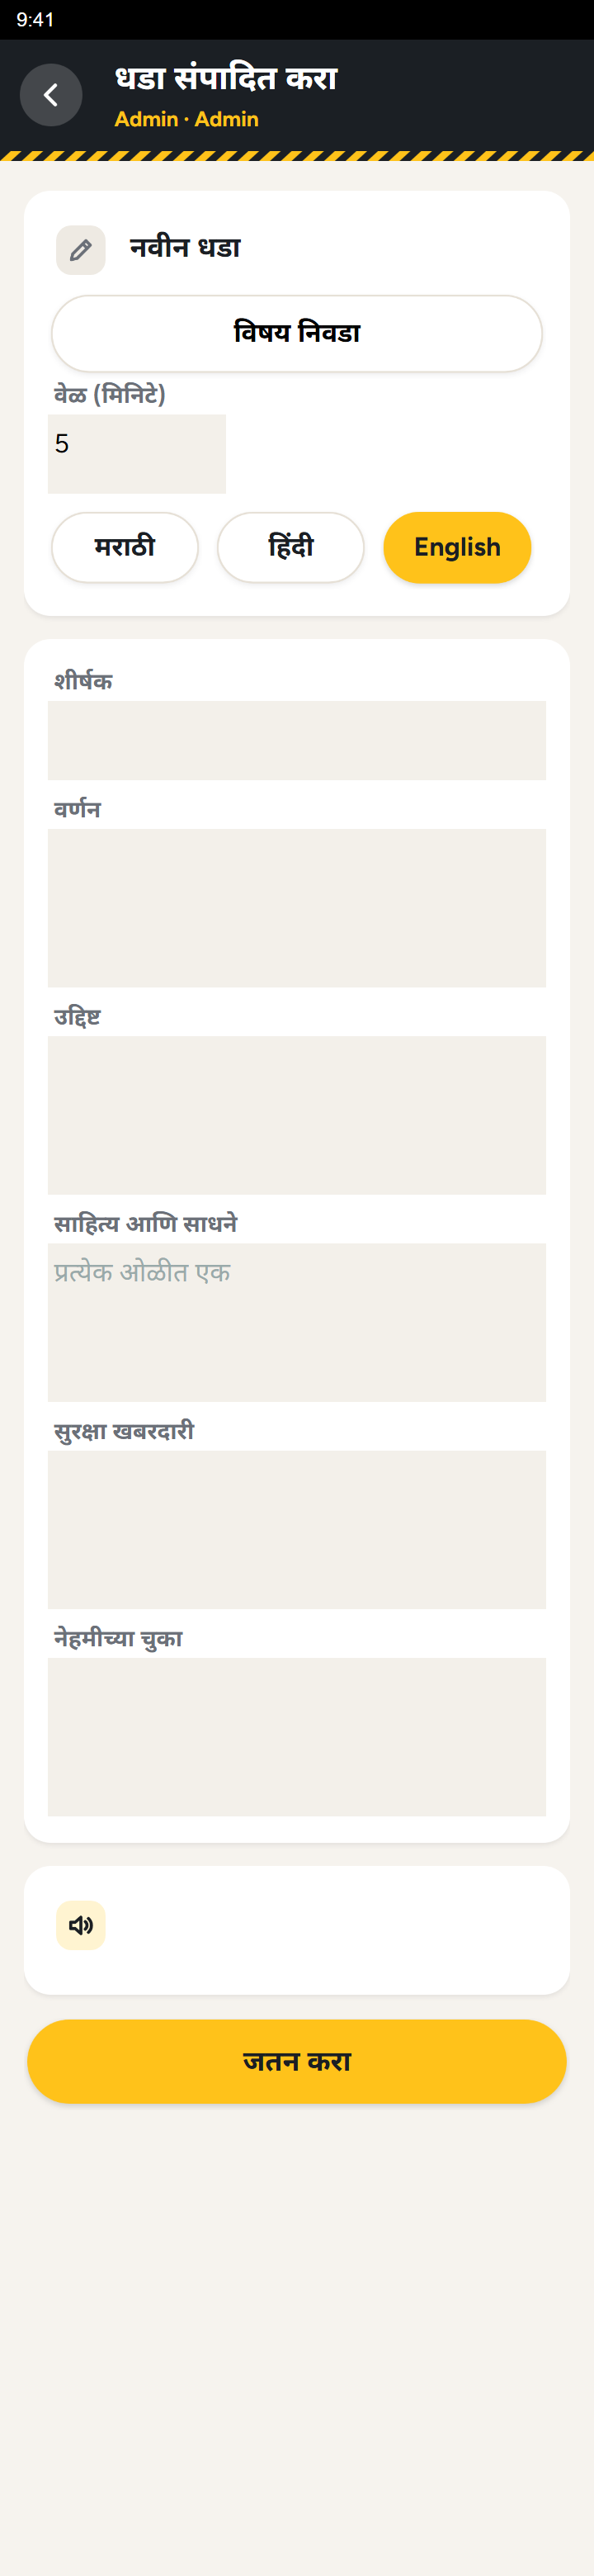 9:41
धडा संपादित करा
Admin · Admin
नवीन धडा
विषय निवडा
वेळ (मिनिटे)
5
मराठी
हिंदी
English
शीर्षक
वर्णन
उद्दिष्ट
साहित्य आणि साधने
प्रत्येक ओळीत एक
सुरक्षा खबरदारी
नेहमीच्या चुका
जतन करा